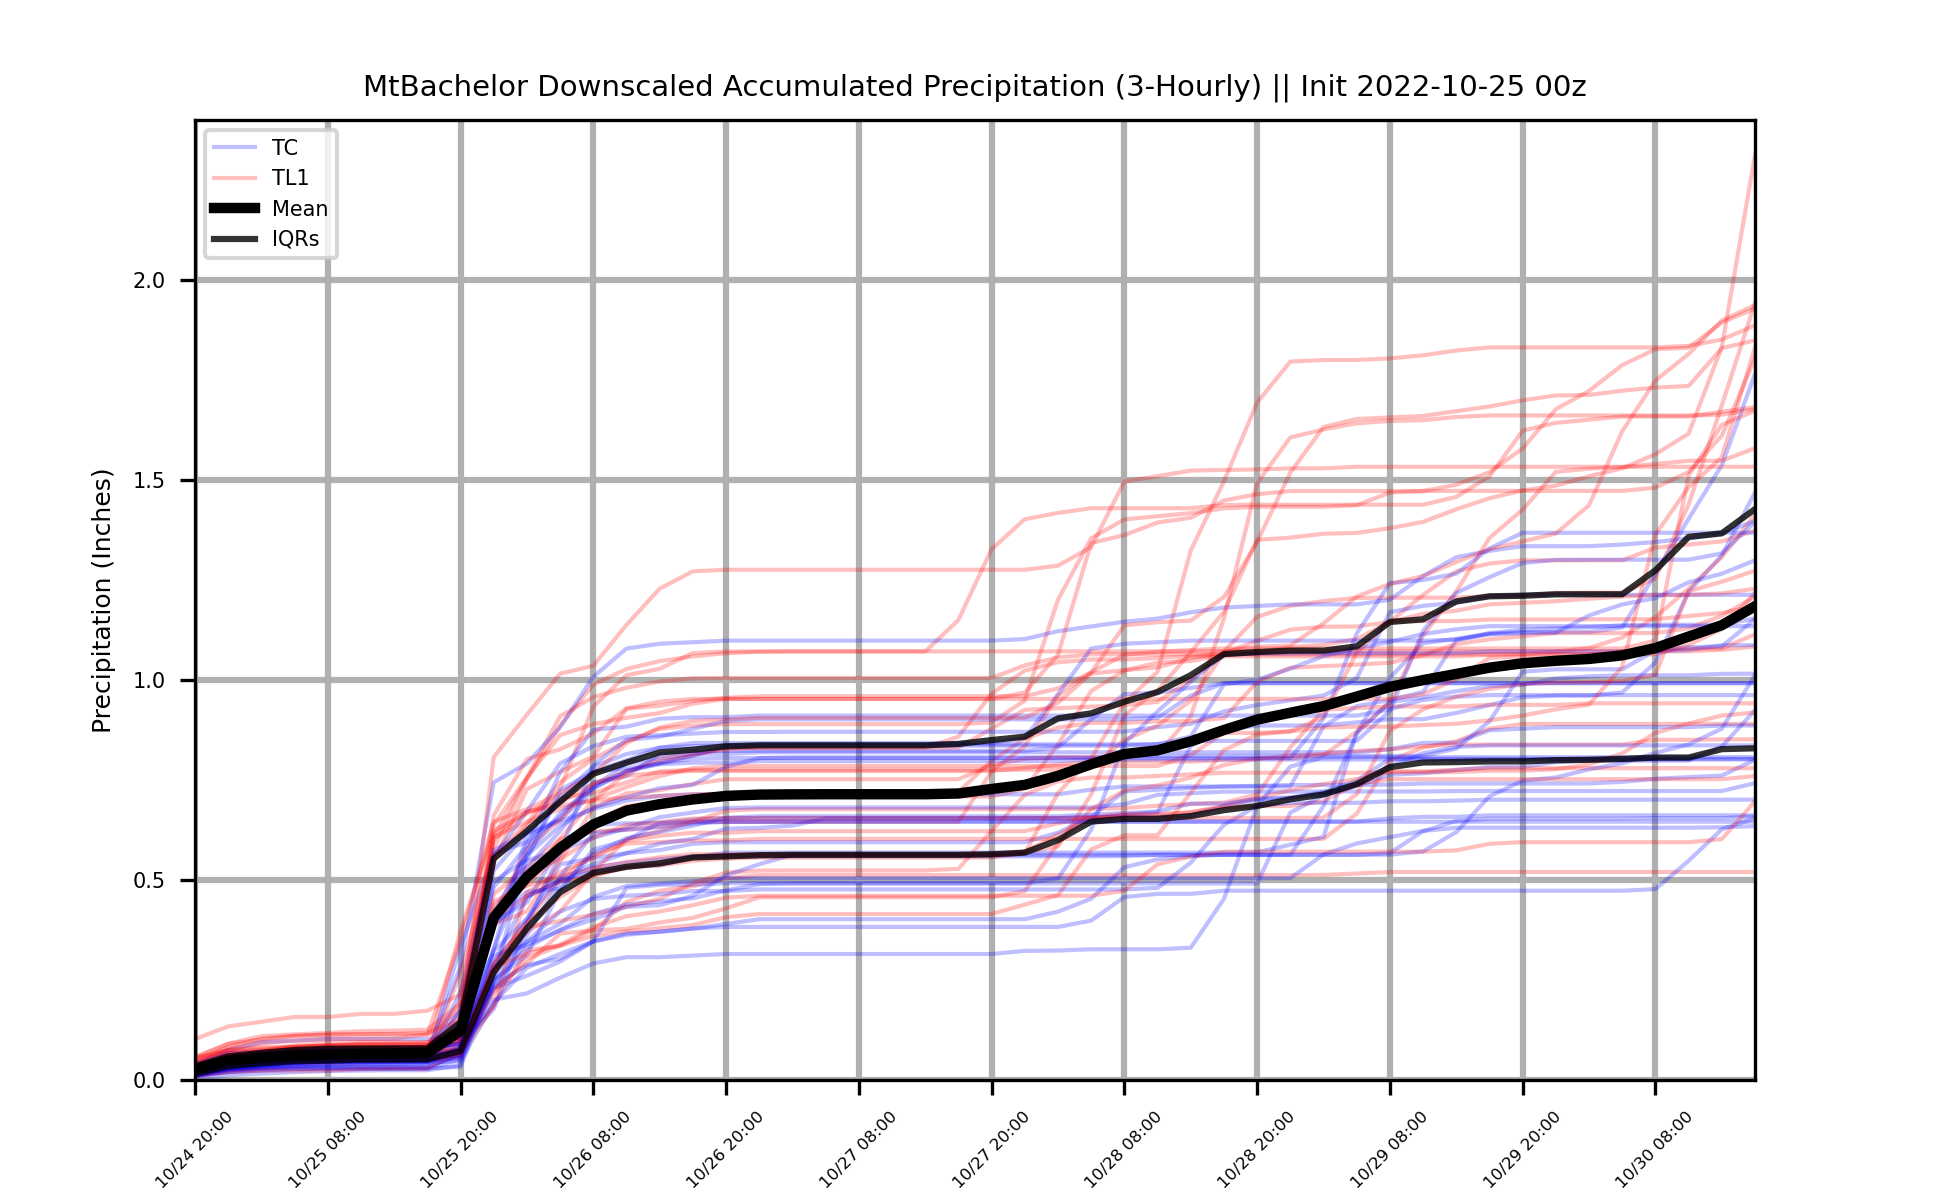 MtBachelor Downscaled Accumulated Precipitation (3-Hourly) || Init 2022-10-25 00z
TC
TL1
Mean
IQRs
Precipitation (Inches)
2.0
1.5
1.0
0.5
0.0
10/24 20:00
10/25 08:00
10/25 20:00
10/26 08:00
10/26 20:00
10/27 08:00
10/27 20:00
10/28 08:00
10/28 20:00
10/29 08:00
10/29 20:00
10/30 08:00